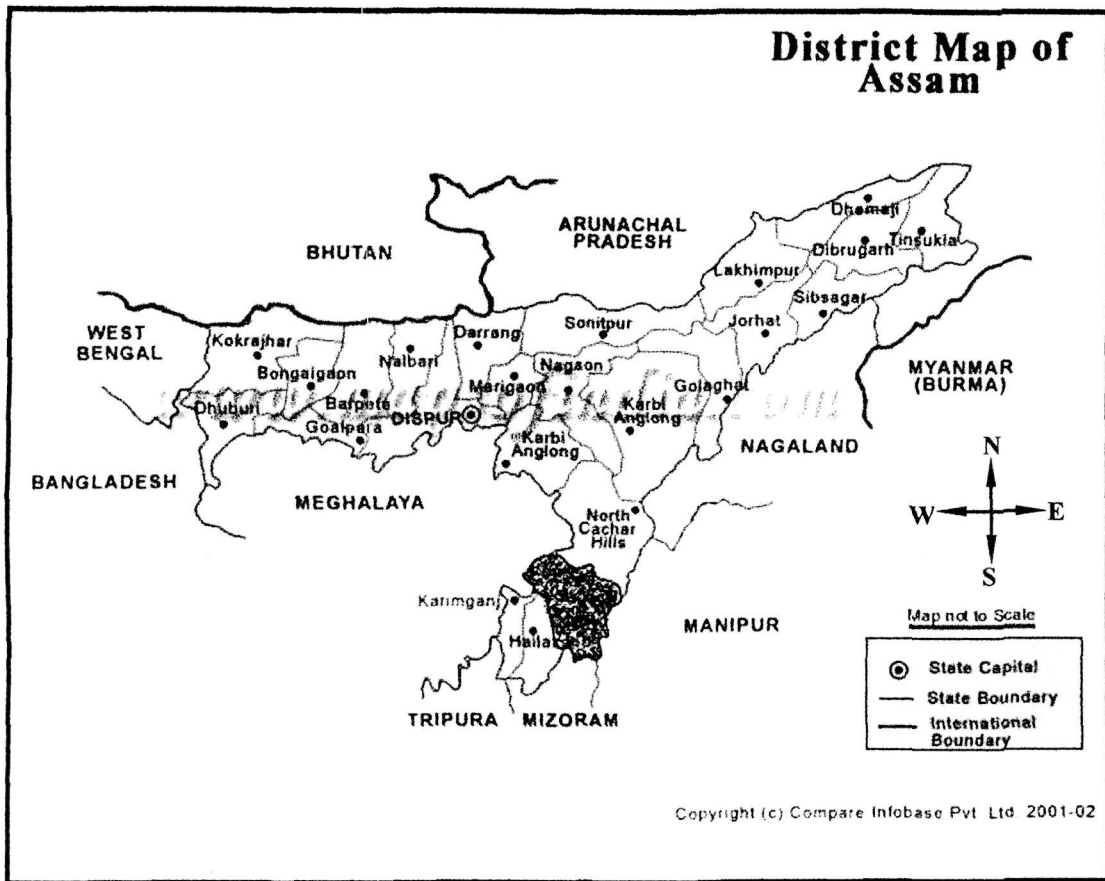 District Map of
Assam
ARUNACHAL
PRADESH
BHUTAN
Dhemaji
Dibrugarh
Tinsukia
Lakhimpur
Sibsagar
Jorhat
WEST
BENGAL
Kokrajhar
Darrang
Sonitpur
Nalbari
Bongaigaon
Marigaon
Nagaon
Golaghat
MYANMAR
(BURMA)
Dhuburi
Barpeta
DISPUR
Goalpara
Karbi
Anglong
Karbi
Anglong
NAGALAND
BANGLADESH
MEGHALAYA
North
Cachar
Hills
N
W
E
S
Karimganj
Haila
MANIPUR
TRIPURA
MIZORAM
Map not to Scale
State Capital
State Boundary
International
Boundary
Copyright (c) Compare Infobase Pvt Ltd 2001-02